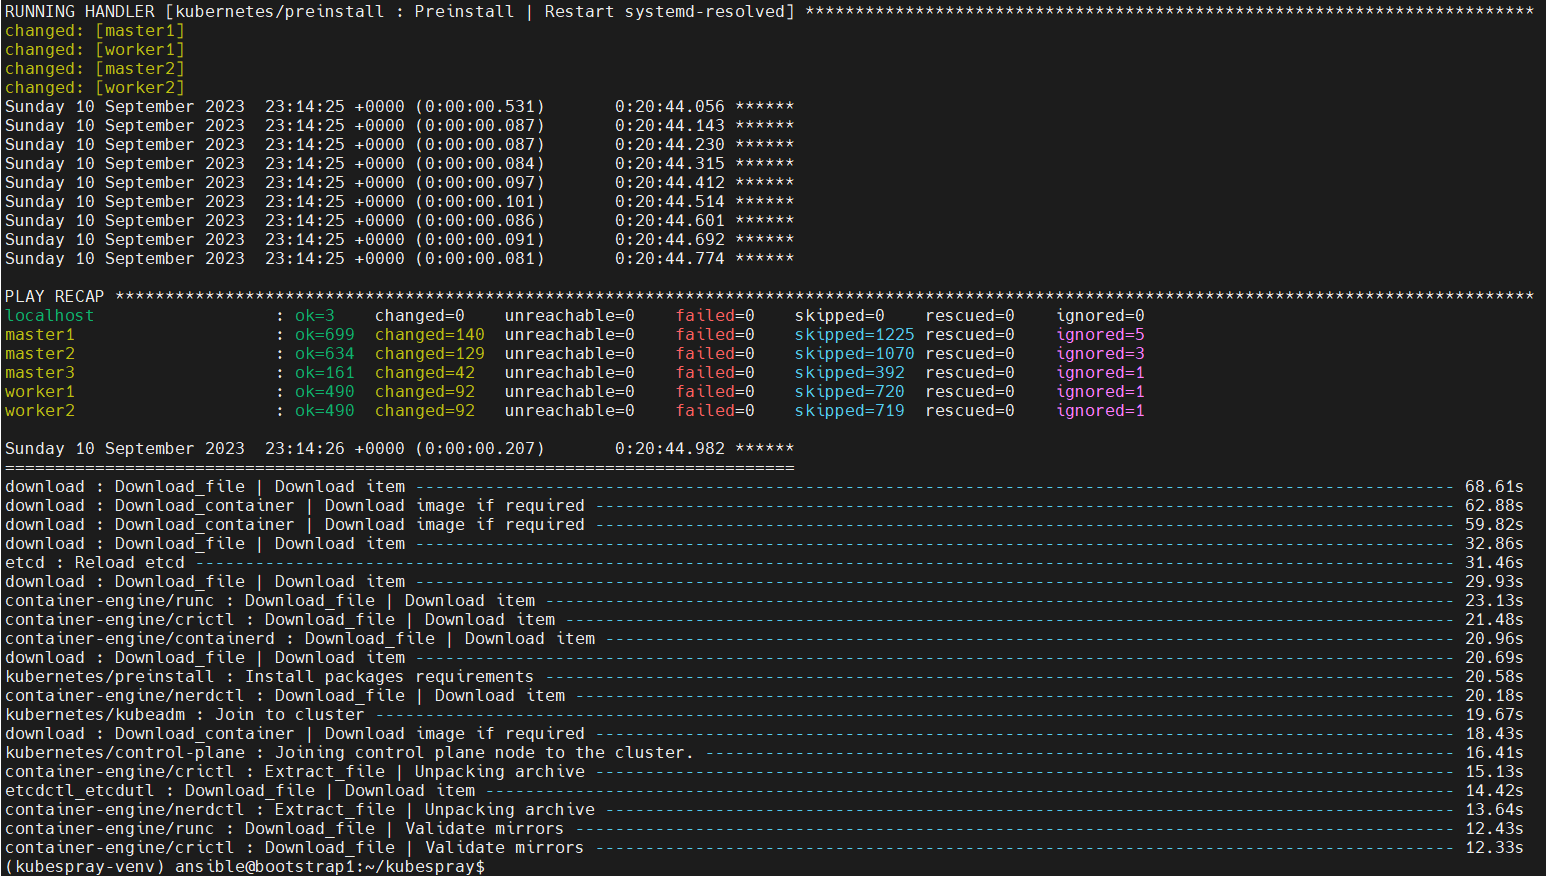 RUNNING HANDLER [kubernetes/preinstall : Preinstall | Restart systemd-resolved] *************************************************************************
changed: [master1]
changed: [worker1]
changed: [master2]
changed: [worker2]
Sunday 10 September 2023  23:14:25 +0000 (0:00:00.531)       0:20:44.056 ******
Sunday 10 September 2023  23:14:25 +0000 (0:00:00.087)       0:20:44.143 ******
Sunday 10 September 2023  23:14:25 +0000 (0:00:00.087)       0:20:44.230 ******
Sunday 10 September 2023  23:14:25 +0000 (0:00:00.084)       0:20:44.315 ******
Sunday 10 September 2023  23:14:25 +0000 (0:00:00.097)       0:20:44.412 ******
Sunday 10 September 2023  23:14:25 +0000 (0:00:00.101)       0:20:44.514 ******
Sunday 10 September 2023  23:14:25 +0000 (0:00:00.086)       0:20:44.601 ******
Sunday 10 September 2023  23:14:25 +0000 (0:00:00.091)       0:20:44.692 ******
Sunday 10 September 2023  23:14:25 +0000 (0:00:00.081)       0:20:44.774 ******
PLAY RECAP **********************************************************************************************************************************************
localhost                  : ok=3    changed=0    unreachable=0    failed=0    skipped=0    rescued=0    ignored=0
master1                    : ok=699  changed=140  unreachable=0    failed=0    skipped=1225 rescued=0    ignored=5
master2                    : ok=634  changed=129  unreachable=0    failed=0    skipped=1070 rescued=0    ignored=3
master3                    : ok=161  changed=42   unreachable=0    failed=0    skipped=392  rescued=0    ignored=1
worker1                    : ok=490  changed=92   unreachable=0    failed=0    skipped=720  rescued=0    ignored=1
worker2                    : ok=490  changed=92   unreachable=0    failed=0    skipped=719  rescued=0    ignored=1
Sunday 10 September 2023  23:14:26 +0000 (0:00:00.207)       0:20:44.982 ******
===============================================================================
download : Download_file | Download item -------------------------------------------------------------------------------------------------------- 68.61s
download : Download_container | Download image if required -------------------------------------------------------------------------------------- 62.88s
download : Download_container | Download image if required -------------------------------------------------------------------------------------- 59.82s
download : Download_file | Download item -------------------------------------------------------------------------------------------------------- 32.86s
etcd : Reload etcd ------------------------------------------------------------------------------------------------------------------------------ 31.46s
download : Download_file | Download item -------------------------------------------------------------------------------------------------------- 29.93s
container-engine/runc : Download_file | Download item ------------------------------------------------------------------------------------------- 23.13s
container-engine/crictl : Download_file | Download item ----------------------------------------------------------------------------------------- 21.48s
container-engine/containerd : Download_file | Download item ------------------------------------------------------------------------------------- 20.96s
download : Download_file | Download item -------------------------------------------------------------------------------------------------------- 20.69s
kubernetes/preinstall : Install packages requirements ------------------------------------------------------------------------------------------- 20.58s
container-engine/nerdctl : Download_file | Download item ---------------------------------------------------------------------------------------- 20.18s
kubernetes/kubeadm : Join to cluster ------------------------------------------------------------------------------------------------------------ 19.67s
download : Download_container | Download image if required -------------------------------------------------------------------------------------- 18.43s
kubernetes/control-plane : Joining control plane node to the cluster. --------------------------------------------------------------------------- 16.41s
container-engine/crictl : Extract_file | Unpacking archive -------------------------------------------------------------------------------------- 15.13s
etcdctl_etcdutl : Download_file | Download item ------------------------------------------------------------------------------------------------- 14.42s
container-engine/nerdctl : Extract_file | Unpacking archive ------------------------------------------------------------------------------------- 13.64s
container-engine/runc : Download_file | Validate mirrors ---------------------------------------------------------------------------------------- 12.43s
container-engine/crictl : Download_file | Validate mirrors -------------------------------------------------------------------------------------- 12.33s
(kubespray-venv) ansible@bootstrap1:~/kubespray$